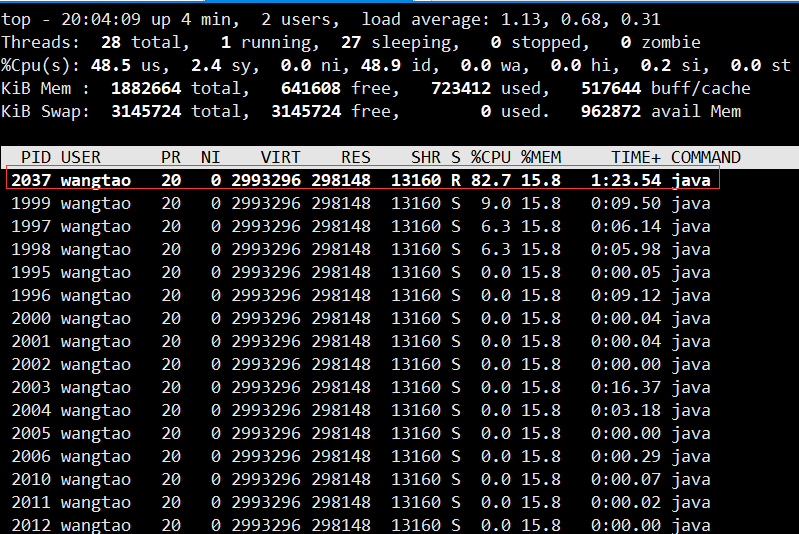 top - 20:04:09 up 4 min,  2 users,  load average: 1.13, 0.68, 0.31
Threads:  28 total,   1 running,  27 sleeping,   0 stopped,   0 zombie
%Cpu(s): 48.5 us,  2.4 sy,  0.0 ni, 48.9 id,  0.0 wa,  0.0 hi,  0.2 si,  0.0 st
KiB Mem :  1882664 total,   641608 free,   723412 used,   517644 buff/cache
KiB Swap:  3145724 total,  3145724 free,        0 used.   962872 avail Mem
PID USER      PR  NI    VIRT    RES    SHR S %CPU %MEM     TIME+ COMMAND
2037 wangtao   20   0 2993296 298148  13160 R 82.7 15.8   1:23.54 java
1999 wangtao   20   0 2993296 298148  13160 S  9.0 15.8   0:09.50 java
1997 wangtao   20   0 2993296 298148  13160 S  6.3 15.8   0:06.14 java
1998 wangtao   20   0 2993296 298148  13160 S  6.3 15.8   0:05.98 java
1995 wangtao   20   0 2993296 298148  13160 S  0.0 15.8   0:00.05 java
1996 wangtao   20   0 2993296 298148  13160 S  0.0 15.8   0:09.12 java
2000 wangtao   20   0 2993296 298148  13160 S  0.0 15.8   0:00.04 java
2001 wangtao   20   0 2993296 298148  13160 S  0.0 15.8   0:00.04 java
2002 wangtao   20   0 2993296 298148  13160 S  0.0 15.8   0:00.00 java
2003 wangtao   20   0 2993296 298148  13160 S  0.0 15.8   0:16.37 java
2004 wangtao   20   0 2993296 298148  13160 S  0.0 15.8   0:03.18 java
2005 wangtao   20   0 2993296 298148  13160 S  0.0 15.8   0:00.00 java
2006 wangtao   20   0 2993296 298148  13160 S  0.0 15.8   0:00.29 java
2010 wangtao   20   0 2993296 298148  13160 S  0.0 15.8   0:00.07 java
2011 wangtao   20   0 2993296 298148  13160 S  0.0 15.8   0:00.02 java
2012 wangtao   20   0 2993296 298148  13160 S  0.0 15.8   0:00.00 java